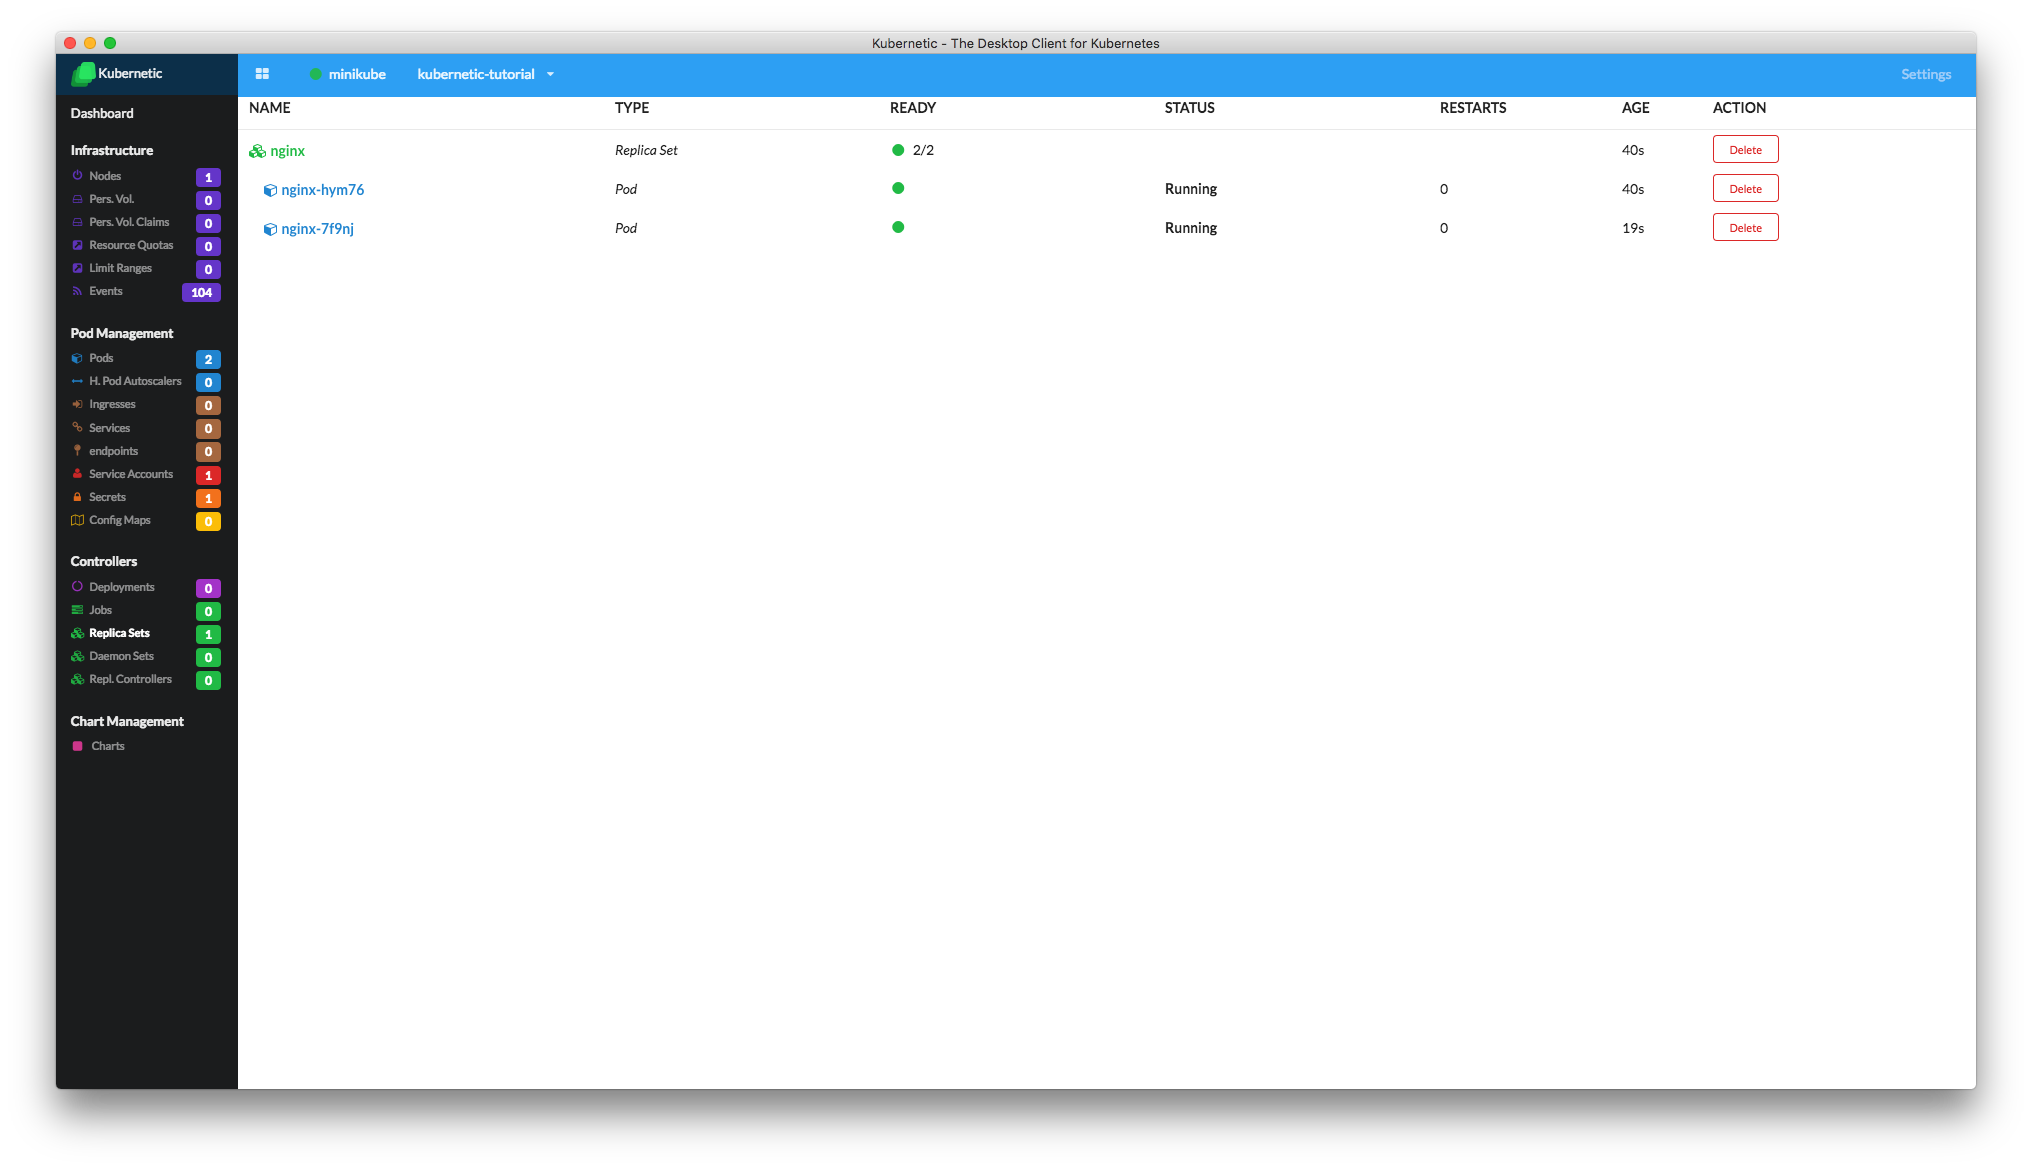 Kubernetic - The Desktop Client for Kubernetes
Kubernetic
minikube kubernetic-tutorial Settings
Dashboard
Infrastructure
Nodes 1
Pers. Vol. 0
Pers. Vol. Claims 0
Resource Quotas 0
Limit Ranges 0
Events 104
Pod Management
Pods 2
H. Pod Autoscalers 0
Ingresses 0
Services 0
endpoints 0
Service Accounts 1
Secrets 1
Config Maps 0
Controllers
Deployments 0
Jobs 0
Replica Sets 1
Daemon Sets 0
Repl. Controllers 0
Chart Management
Charts
NAME TYPE READY STATUS RESTARTS AGE ACTION
nginx Replica Set 2/2 40s Delete
nginx-hym76 Pod Running 0 40s Delete
nginx-7f9nj Pod Running 0 19s Delete